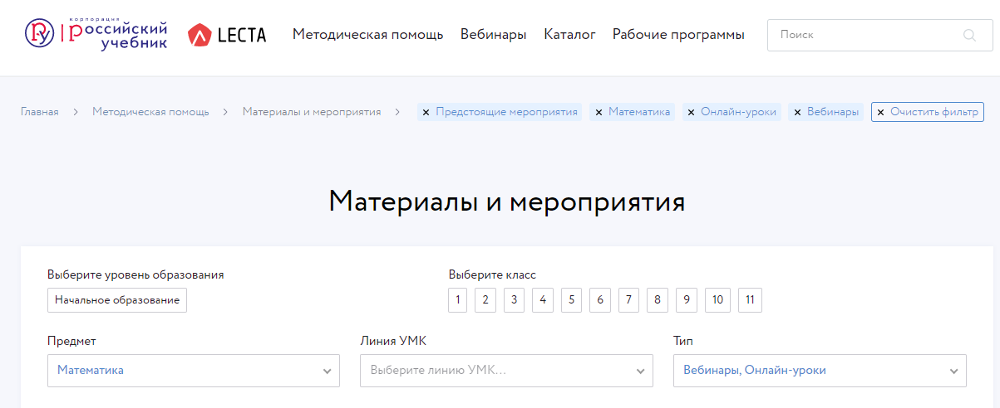 корпорация
российский
учебник
LECTA
Методическая помощь Вебинары Каталог Рабочие программы
Поиск
Главная > Методическая помощь > Материалы и мероприятия > × Предстоящие мероприятия × Математика × Онлайн-уроки × Вебинары × Очистить фильтр
Материалы и мероприятия
Выберите уровень образования
Начальное образование
Выберите класс
1 2 3 4 5 6 7 8 9 10 11
Предмет
Математика
Линия УМК
Выберите линию УМК...
Тип
Вебинары, Онлайн-уроки